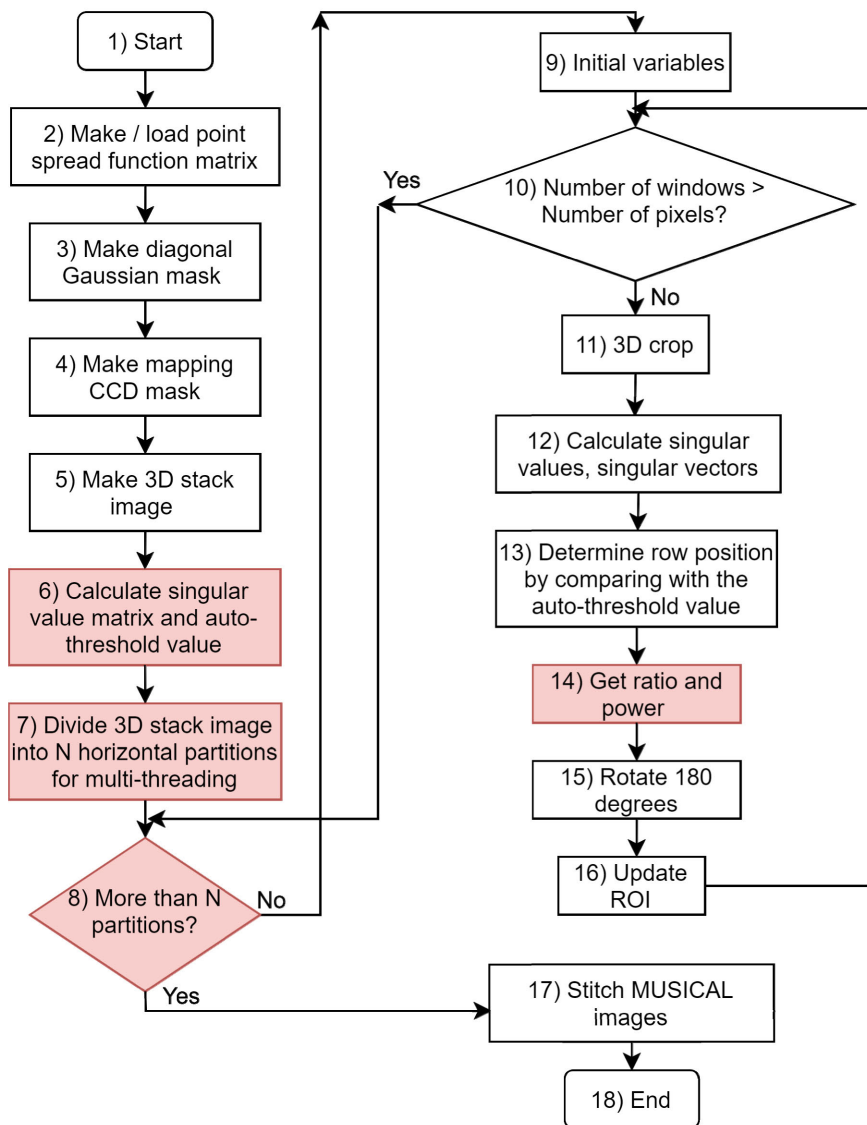 1) Start
2) Make / load point
spread function matrix
3) Make diagonal
Gaussian mask
4) Make mapping
CCD mask
5) Make 3D stack
image
6) Calculate singular
value matrix and auto-
threshold value
7) Divide 3D stack image
into N horizontal partitions
for multi-threading
8) More than N
partitions?
No
Yes
9) Initial variables
10) Number of windows >
Number of pixels?
Yes
No
11) 3D crop
12) Calculate singular
values, singular vectors
13) Determine row position
by comparing with the
auto-threshold value
14) Get ratio and
power
15) Rotate 180
degrees
16) Update
ROI
17) Stitch MUSICAL
images
18) End